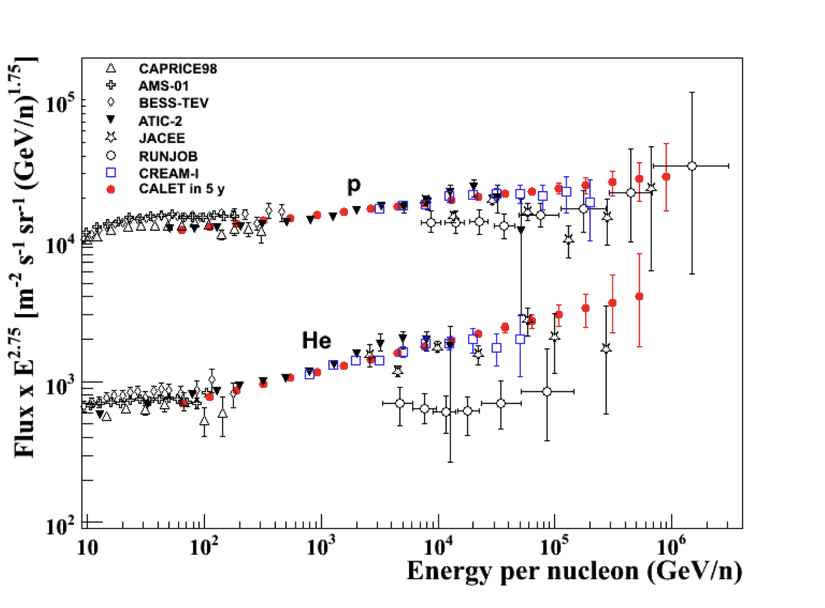 CAPRICE98
AMS-01
BESS-TEV
ATIC-2
JACEE
RUNJOB
CREAM-I
CALET in 5 y
p
He
Flux x E^2.75 [m^-2 s^-1 sr^-1 (GeV/n)^1.75]
10^5
10^4
10^3
10^2
10 10^2 10^3 10^4 10^5 10^6
Energy per nucleon (GeV/n)